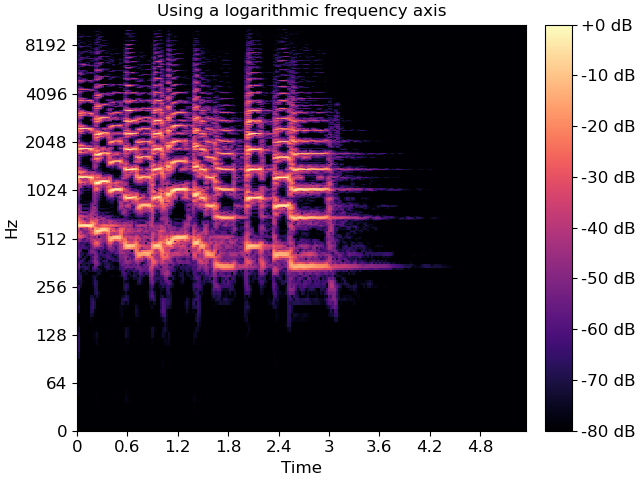 Using a logarithmic frequency axis
8192
4096
2048
1024
512
256
128
64
0
Hz
0 0.6 1.2 1.8 2.4 3 3.6 4.2 4.8
Time
+0 dB
-10 dB
-20 dB
-30 dB
-40 dB
-50 dB
-60 dB
-70 dB
-80 dB